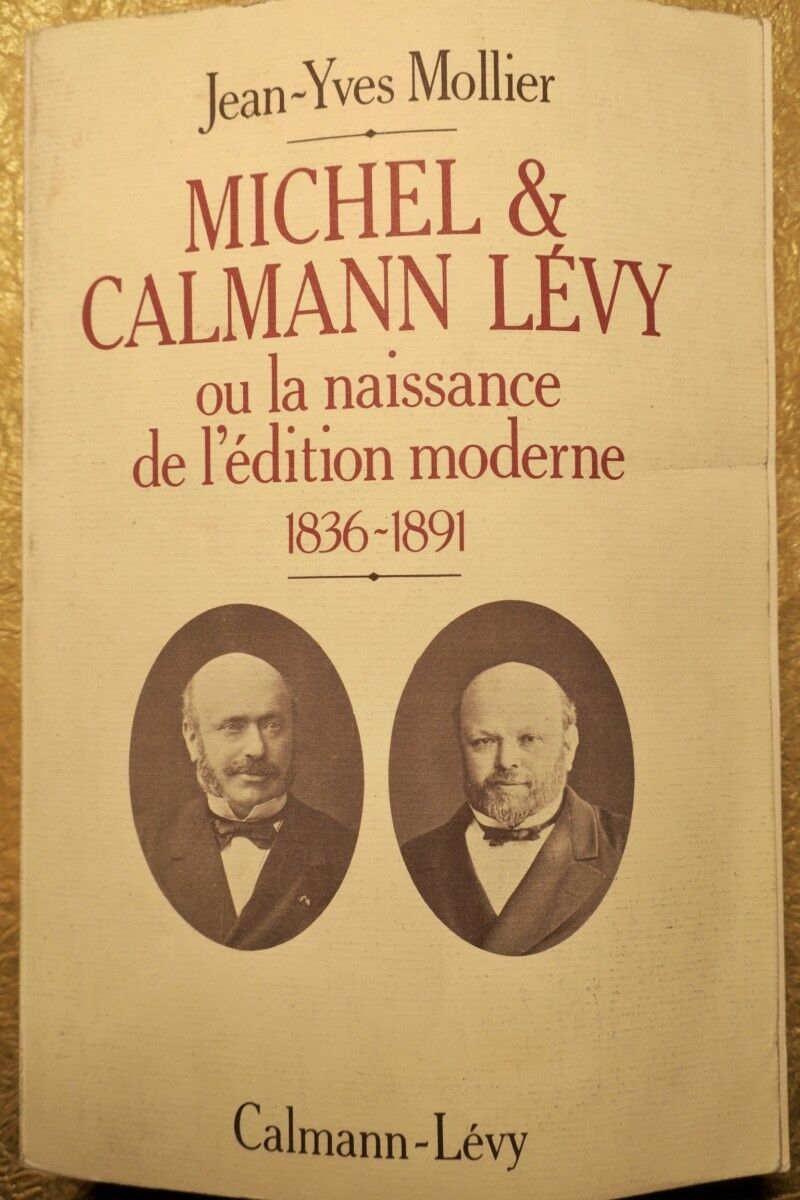 Jean-Yves Mollier
MICHEL &
CALMANN LÉVY
ou la naissance
de l'édition moderne
1836-1891
Calmann-Lévy